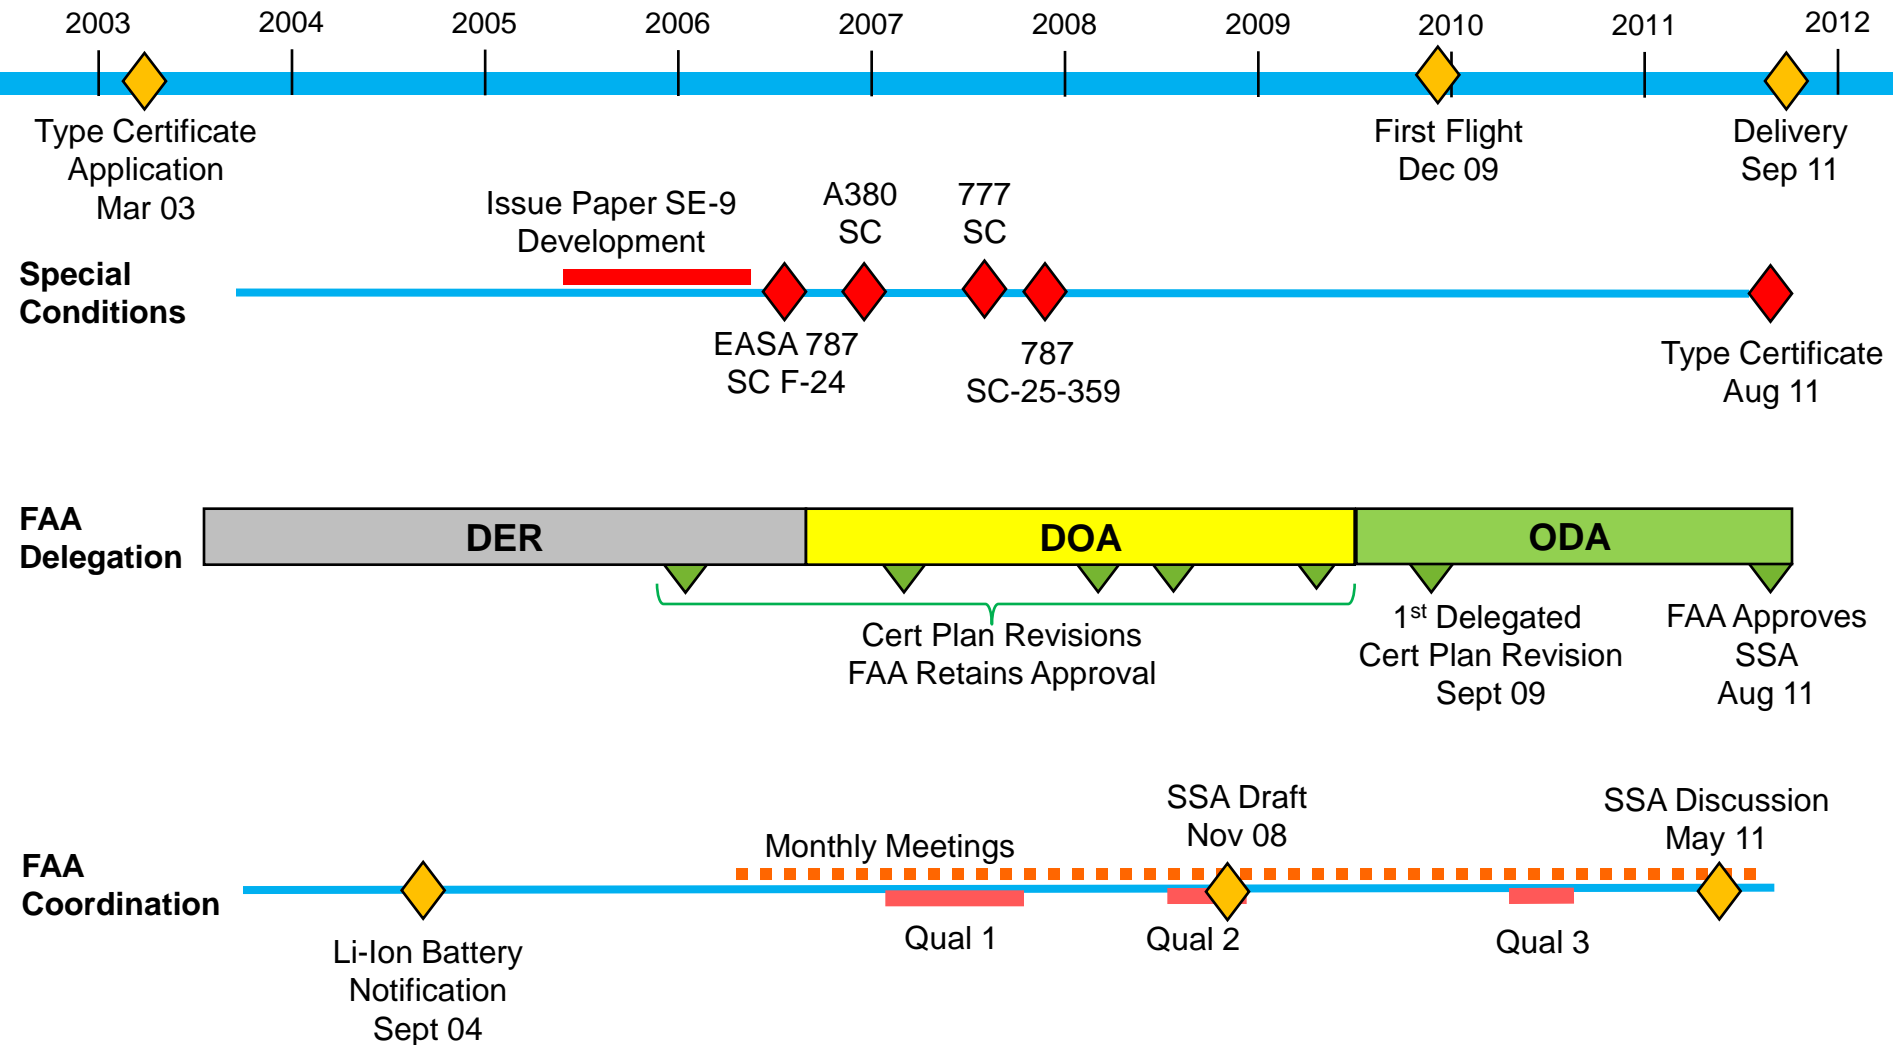 2003 2004 2005 2006 2007 2008 2009 2010 2011 2012
Type Certificate
Application
Mar 03
First Flight
Dec 09
Delivery
Sep 11
Special
Conditions
Issue Paper SE-9
Development
A380
SC
777
SC
EASA 787
SC F-24
787
SC-25-359
Type Certificate
Aug 11
FAA
Delegation
DER
DOA
ODA
Cert Plan Revisions
FAA Retains Approval
1st Delegated
Cert Plan Revision
Sept 09
FAA Approves
SSA
Aug 11
FAA
Coordination
Monthly Meetings
SSA Draft
Nov 08
SSA Discussion
May 11
Li-Ion Battery
Notification
Sept 04
Qual 1
Qual 2
Qual 3